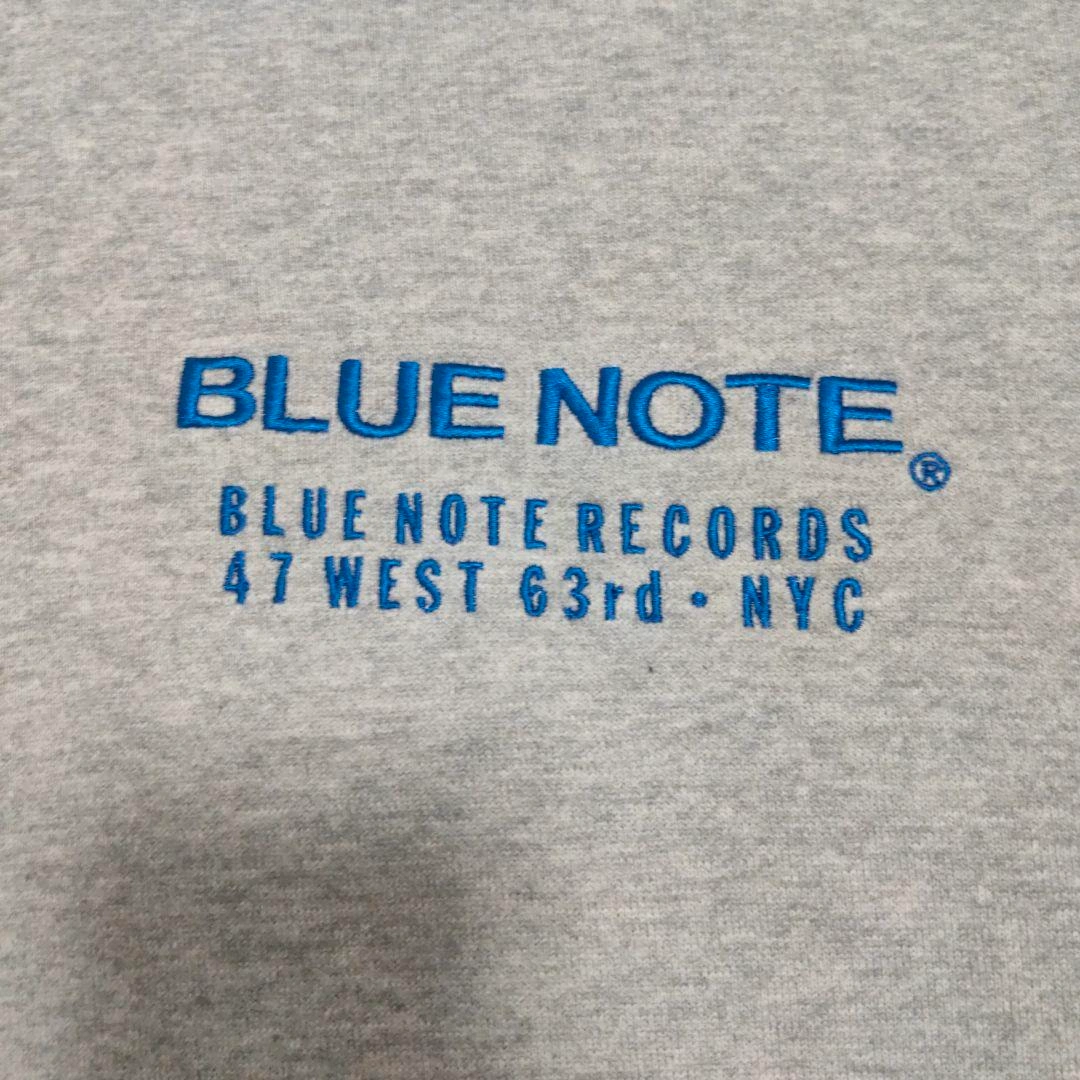 BLUE NOTE®
BLUE NOTE RECORDS
47 WEST 63rd • NYC